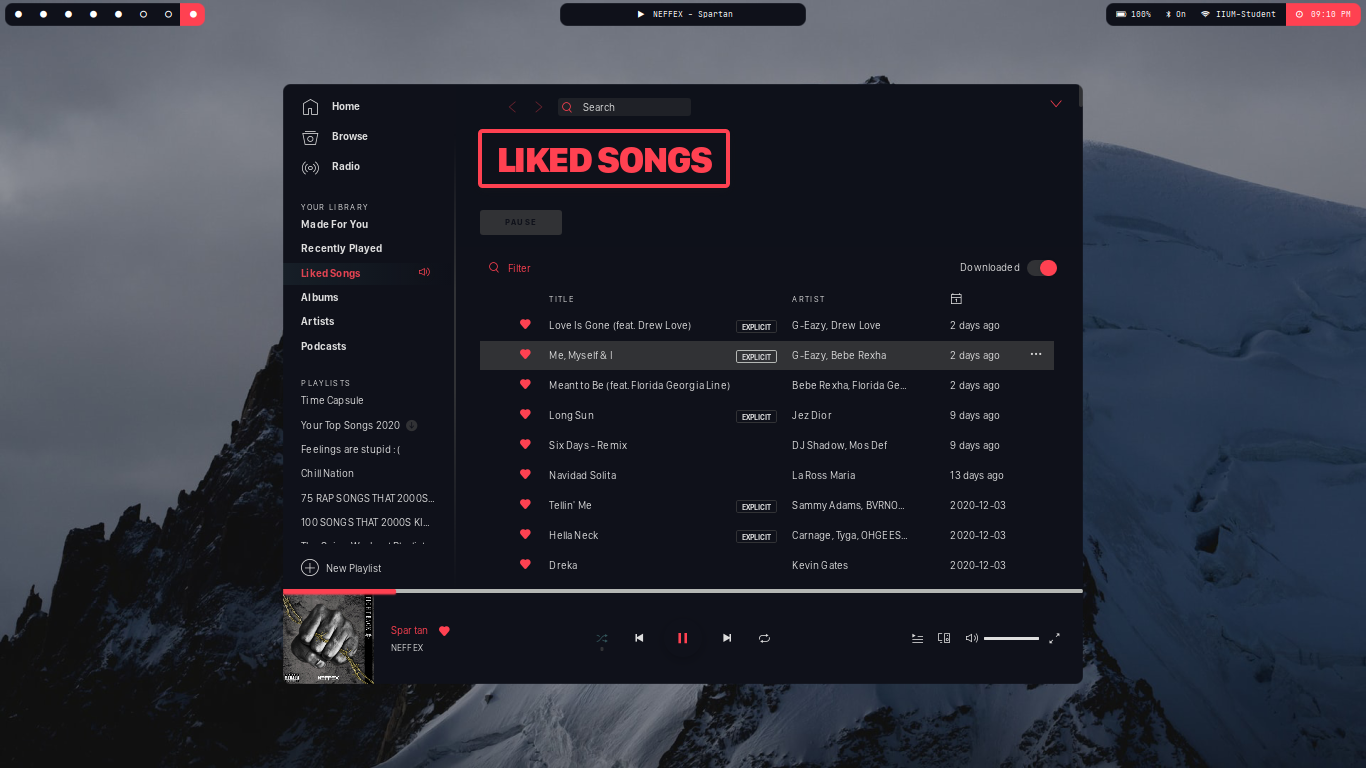 NEFFEX - Spartan
100% On IIUM-Student 09:10 PM
Home
Browse
Radio
YOUR LIBRARY
Made For You
Recently Played
Liked Songs
Albums
Artists
Podcasts
PLAYLISTS
Time Capsule
Your Top Songs 2020
Feelings are stupid :(
Chill Nation
75 RAP SONGS THAT 2000S...
100 SONGS THAT 2000S KI...
New Playlist
Search
LIKED SONGS
PAUSE
Filter
Downloaded
TITLE ARTIST
Love Is Gone (feat. Drew Love) EXPLICIT G-Eazy, Drew Love 2 days ago
Me, Myself & I EXPLICIT G-Eazy, Bebe Rexha 2 days ago
Meant to Be (feat. Florida Georgia Line) Bebe Rexha, Florida Ge... 2 days ago
Long Sun EXPLICIT Jez Dior 9 days ago
Six Days - Remix DJ Shadow, Mos Def 9 days ago
Navidad Solita La Ross Maria 13 days ago
Tellin' Me EXPLICIT Sammy Adams, BVRNO... 2020-12-03
Hella Neck EXPLICIT Carnage, Tyga, OHGEES... 2020-12-03
Dreka Kevin Gates 2020-12-03
Spartan
NEFFEX